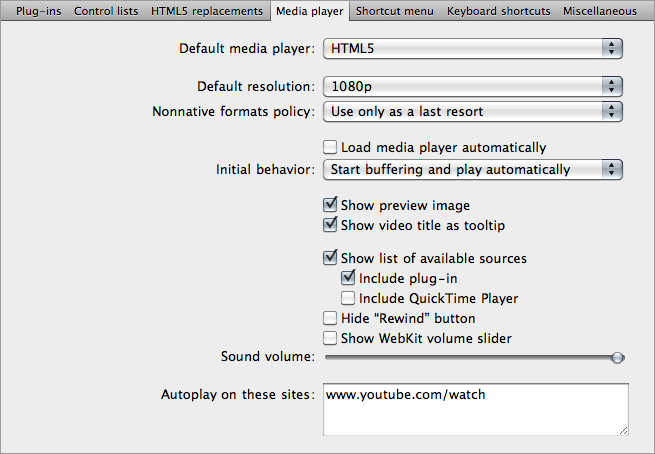 Plug-ins Control lists HTML5 replacements Media player Shortcut menu Keyboard shortcuts Miscellaneous
Default media player: HTML5
Default resolution: 1080p
Nonnative formats policy: Use only as a last resort
Load media player automatically
Initial behavior: Start buffering and play automatically
Show preview image
Show video title as tooltip
Show list of available sources
Include plug-in
Include QuickTime Player
Hide “Rewind” button
Show WebKit volume slider
Sound volume:
Autoplay on these sites: www.youtube.com/watch